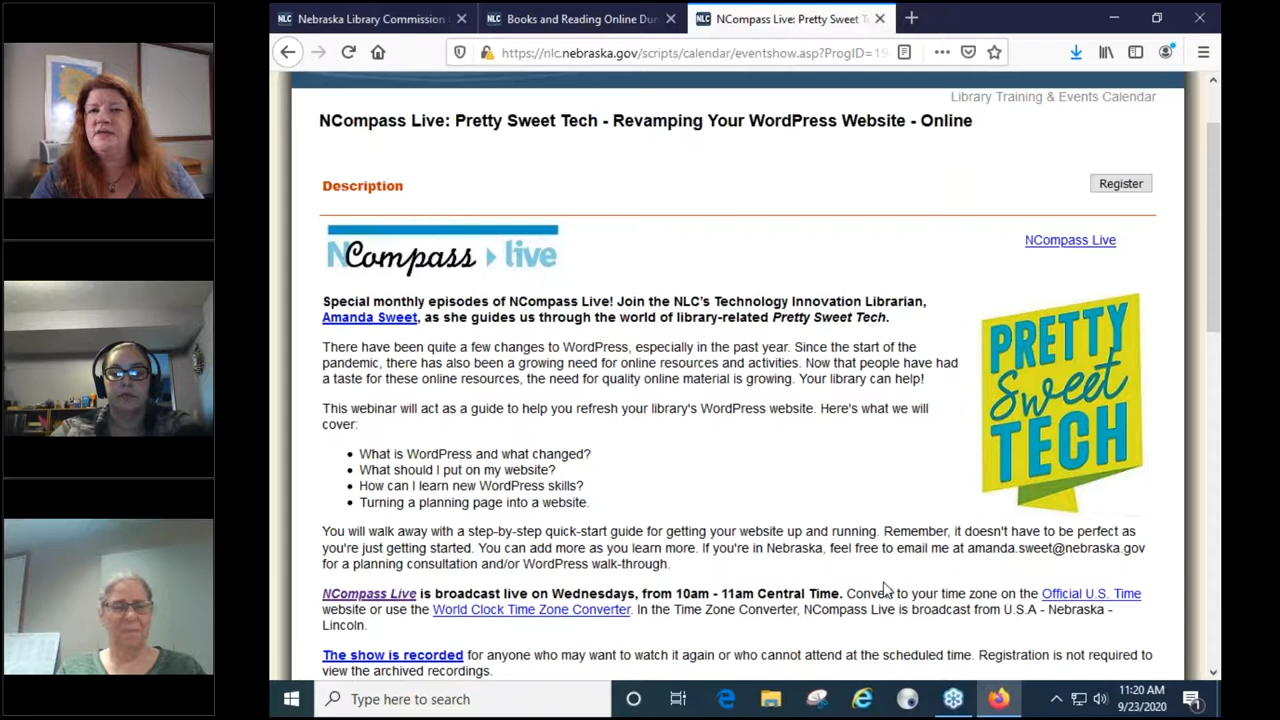 NLC Nebraska Library Commission
NLC Books and Reading Online Du
NLC NCompass Live: Pretty Sweet T
https://nlc.nebraska.gov/scripts/calendar/eventshow.asp?ProgID=19
Library Training & Events Calendar
NCompass Live: Pretty Sweet Tech - Revamping Your WordPress Website - Online
Description
Register
NCompass live
NCompass Live
Special monthly episodes of NCompass Live! Join the NLC's Technology Innovation Librarian,
Amanda Sweet, as she guides us through the world of library-related Pretty Sweet Tech.
There have been quite a few changes to WordPress, especially in the past year. Since the start of the
pandemic, there has also been a growing need for online resources and activities. Now that people have had
a taste for these online resources, the need for quality online material is growing. Your library can help!
This webinar will act as a guide to help you refresh your library's WordPress website. Here's what we will
cover:
• What is WordPress and what changed?
• What should I put on my website?
• How can I learn new WordPress skills?
• Turning a planning page into a website.
PRETTY
Sweet
TECH
You will walk away with a step-by-step quick-start guide for getting your website up and running. Remember, it doesn't have to be perfect as
you're just getting started. You can add more as you learn more. If you're in Nebraska, feel free to email me at amanda.sweet@nebraska.gov
for a planning consultation and/or WordPress walk-through.
NCompass Live is broadcast live on Wednesdays, from 10am - 11am Central Time. Convert to your time zone on the Official U.S. Time
website or use the World Clock Time Zone Converter. In the Time Zone Converter, NCompass Live is broadcast from U.S.A - Nebraska -
Lincoln.
The show is recorded for anyone who may want to watch it again or who cannot attend at the scheduled time. Registration is not required to
view the archived recordings.
Type here to search
11:20 AM
9/23/2020
1